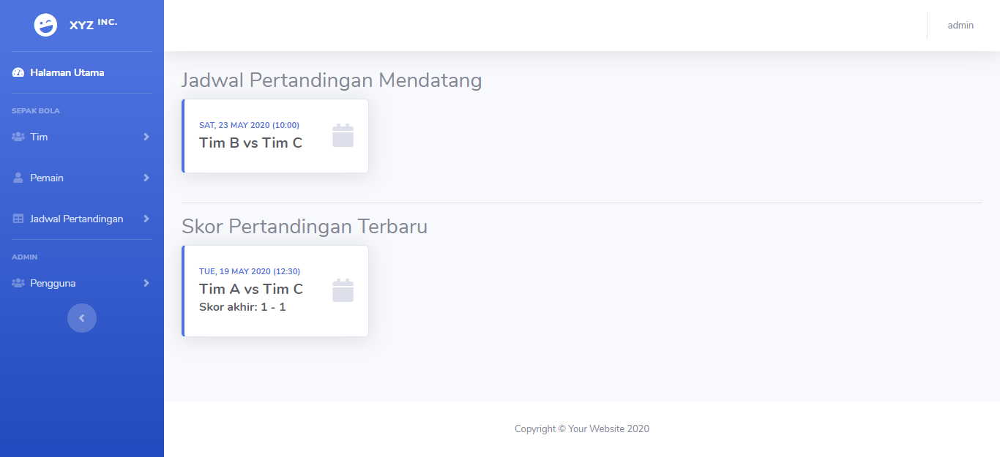 XYZ INC.
admin
Halaman Utama
SEPAK BOLA
Tim
Pemain
Jadwal Pertandingan
ADMIN
Pengguna
Jadwal Pertandingan Mendatang
SAT, 23 MAY 2020 (10:00)
Tim B vs Tim C
Skor Pertandingan Terbaru
TUE, 19 MAY 2020 (12:30)
Tim A vs Tim C
Skor akhir: 1 - 1
Copyright © Your Website 2020